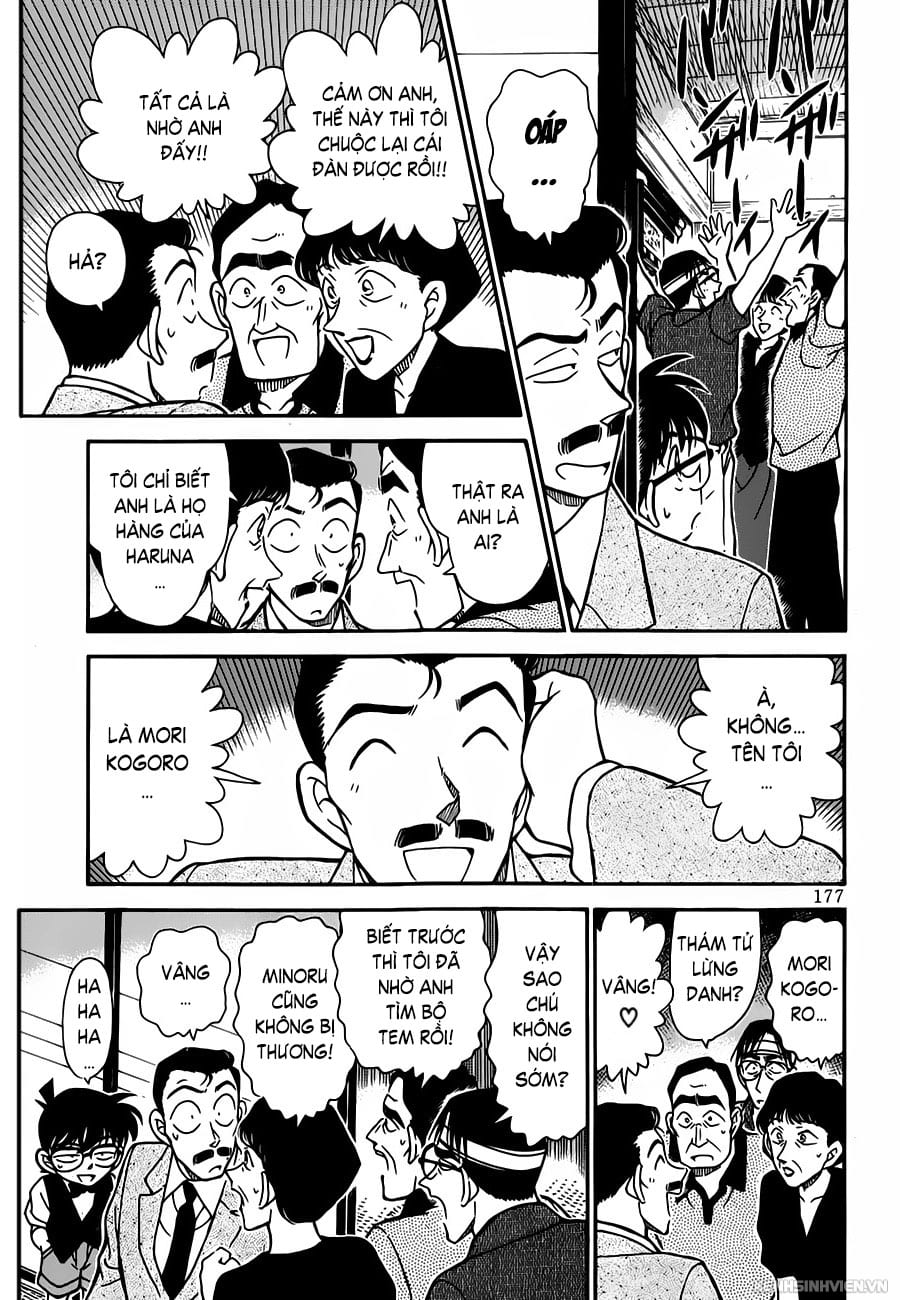 OÁP
...
CẢM ƠN ANH,
THẾ NÀY THÌ TÔI
CHUỘC LẠI CÁI
ĐÀN ĐƯỢC RỒI!!
TẤT CẢ LÀ
NHỜ ANH
ĐẤY!!
HẢ?
THẬT RA
ANH LÀ
AI?
TÔI CHỈ BIẾT
ANH LÀ HỌ
HÀNG CỦA
HARUNA
...
À,
KHÔNG...
TÊN TÔI
...
LÀ MORI
KOGORO
...
177
MORI
KOGO-
RO...
THÁM TỬ
LỪNG
DANH?
VÂNG!
♡
VẬY
SAO
CHÚ
KHÔNG
NÓI
SỚM?
BIẾT TRƯỚC
THÌ TÔI ĐÃ
NHỜ ANH
TÌM BỘ
TEM RỒI!
MINORU
CŨNG
KHÔNG BỊ
THƯƠNG!
VÂNG
...
HA
HA
HA
...